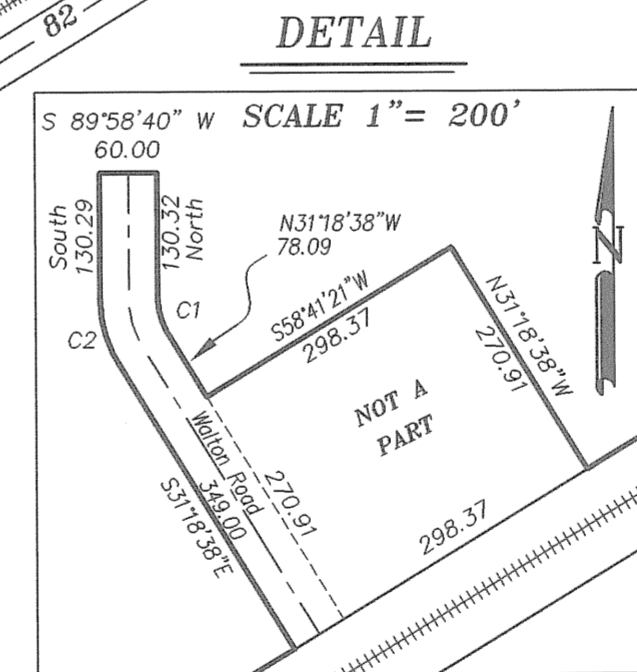 82
DETAIL
S 89°58'40" W SCALE 1"= 200'
60.00
South
130.29
130.32
North
N31°18'38"W
78.09
N
C1
C2
S58°41'21"W
298.37
N31°18'38"W
270.91
NOT A
PART
Walton Road
349.00
S31°18'38"E
270.91
298.37